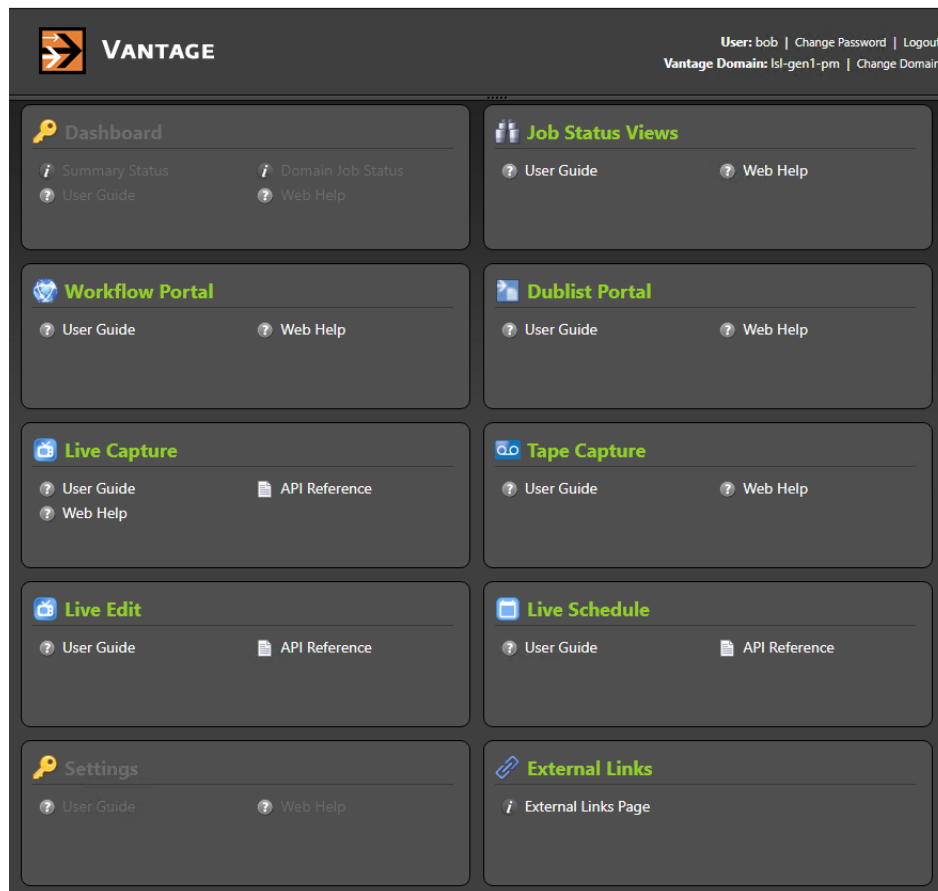 VANTAGE
User: bob | Change Password | Logout
Vantage Domain: lsl-gen1-pm | Change Domain
Dashboard
Summary Status
Domain Job Status
User Guide
Web Help
Job Status Views
User Guide
Web Help
Workflow Portal
User Guide
Web Help
Dublist Portal
User Guide
Web Help
Live Capture
User Guide
API Reference
Web Help
Tape Capture
User Guide
Web Help
Live Edit
User Guide
API Reference
Live Schedule
User Guide
API Reference
Settings
User Guide
Web Help
External Links
External Links Page